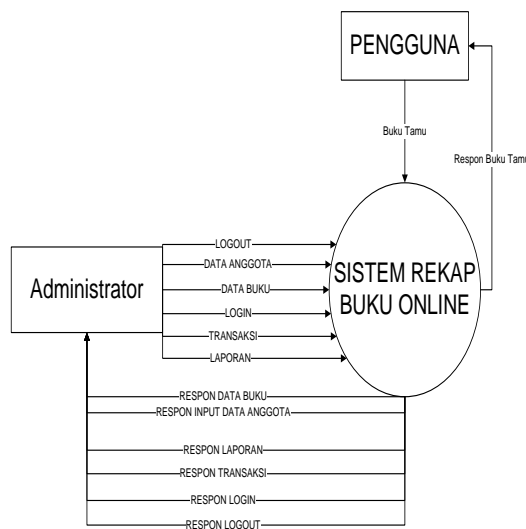 PENGGUNA
Buku Tamu
Respon Buku Tamu
LOGOUT
DATA ANGGOTA
DATA BUKU
LOGIN
TRANSAKSI
LAPORAN
Administrator
SISTEM REKAP
BUKU ONLINE
RESPON DATA BUKU
RESPON INPUT DATA ANGGOTA
RESPON LAPORAN
RESPON TRANSAKSI
RESPON LOGIN
RESPON LOGOUT